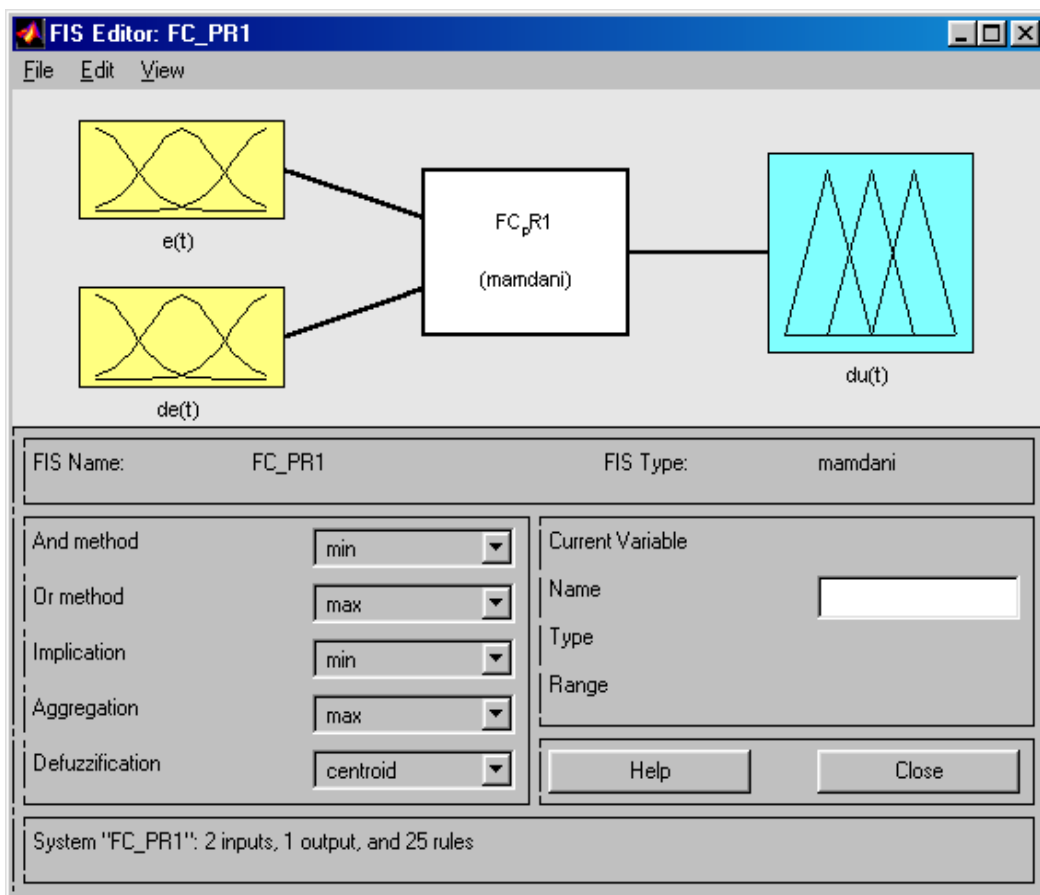 FIS Editor: FC_PR1
File Edit View
e(t)
de(t)
FCpR1
(mamdani)
du(t)
FIS Name: FC_PR1 FIS Type: mamdani
And method min
Or method max
Implication min
Aggregation max
Defuzzification centroid
Current Variable
Name
Type
Range
Help Close
System "FC_PR1": 2 inputs, 1 output, and 25 rules